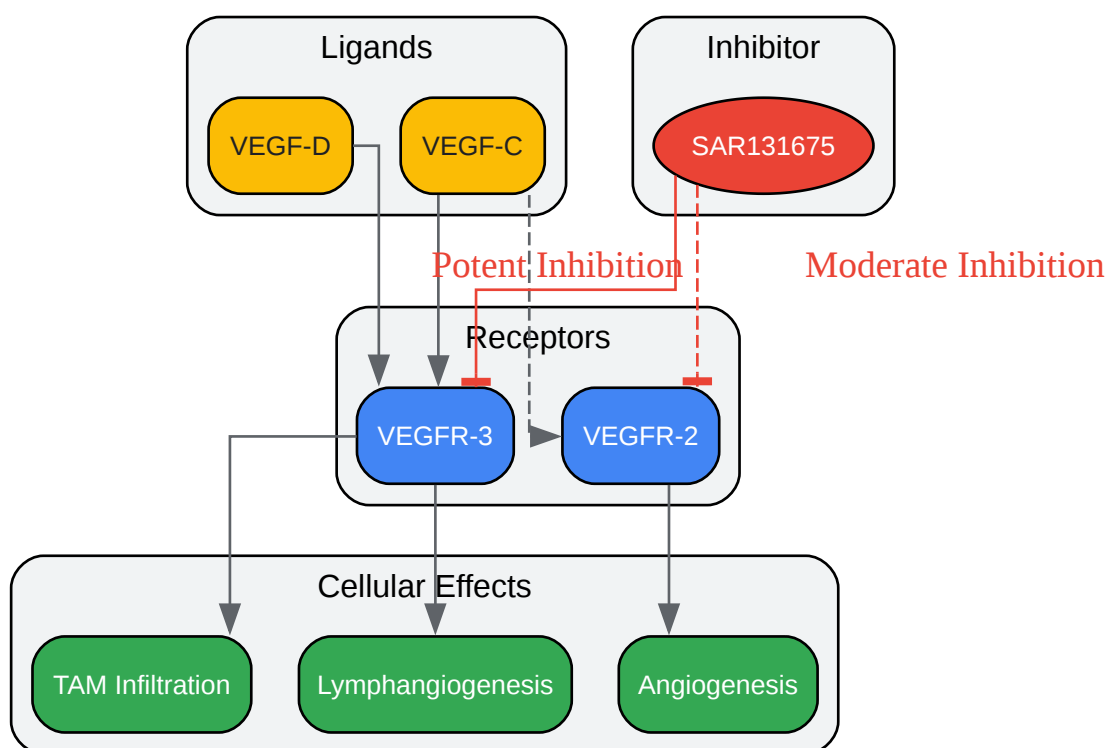 Ligands
Inhibitor
VEGF-D
VEGF-C
SAR131675
Potent Inhibition
Moderate Inhibition
Receptors
VEGFR-3
VEGFR-2
Cellular Effects
TAM Infiltration
Lymphangiogenesis
Angiogenesis